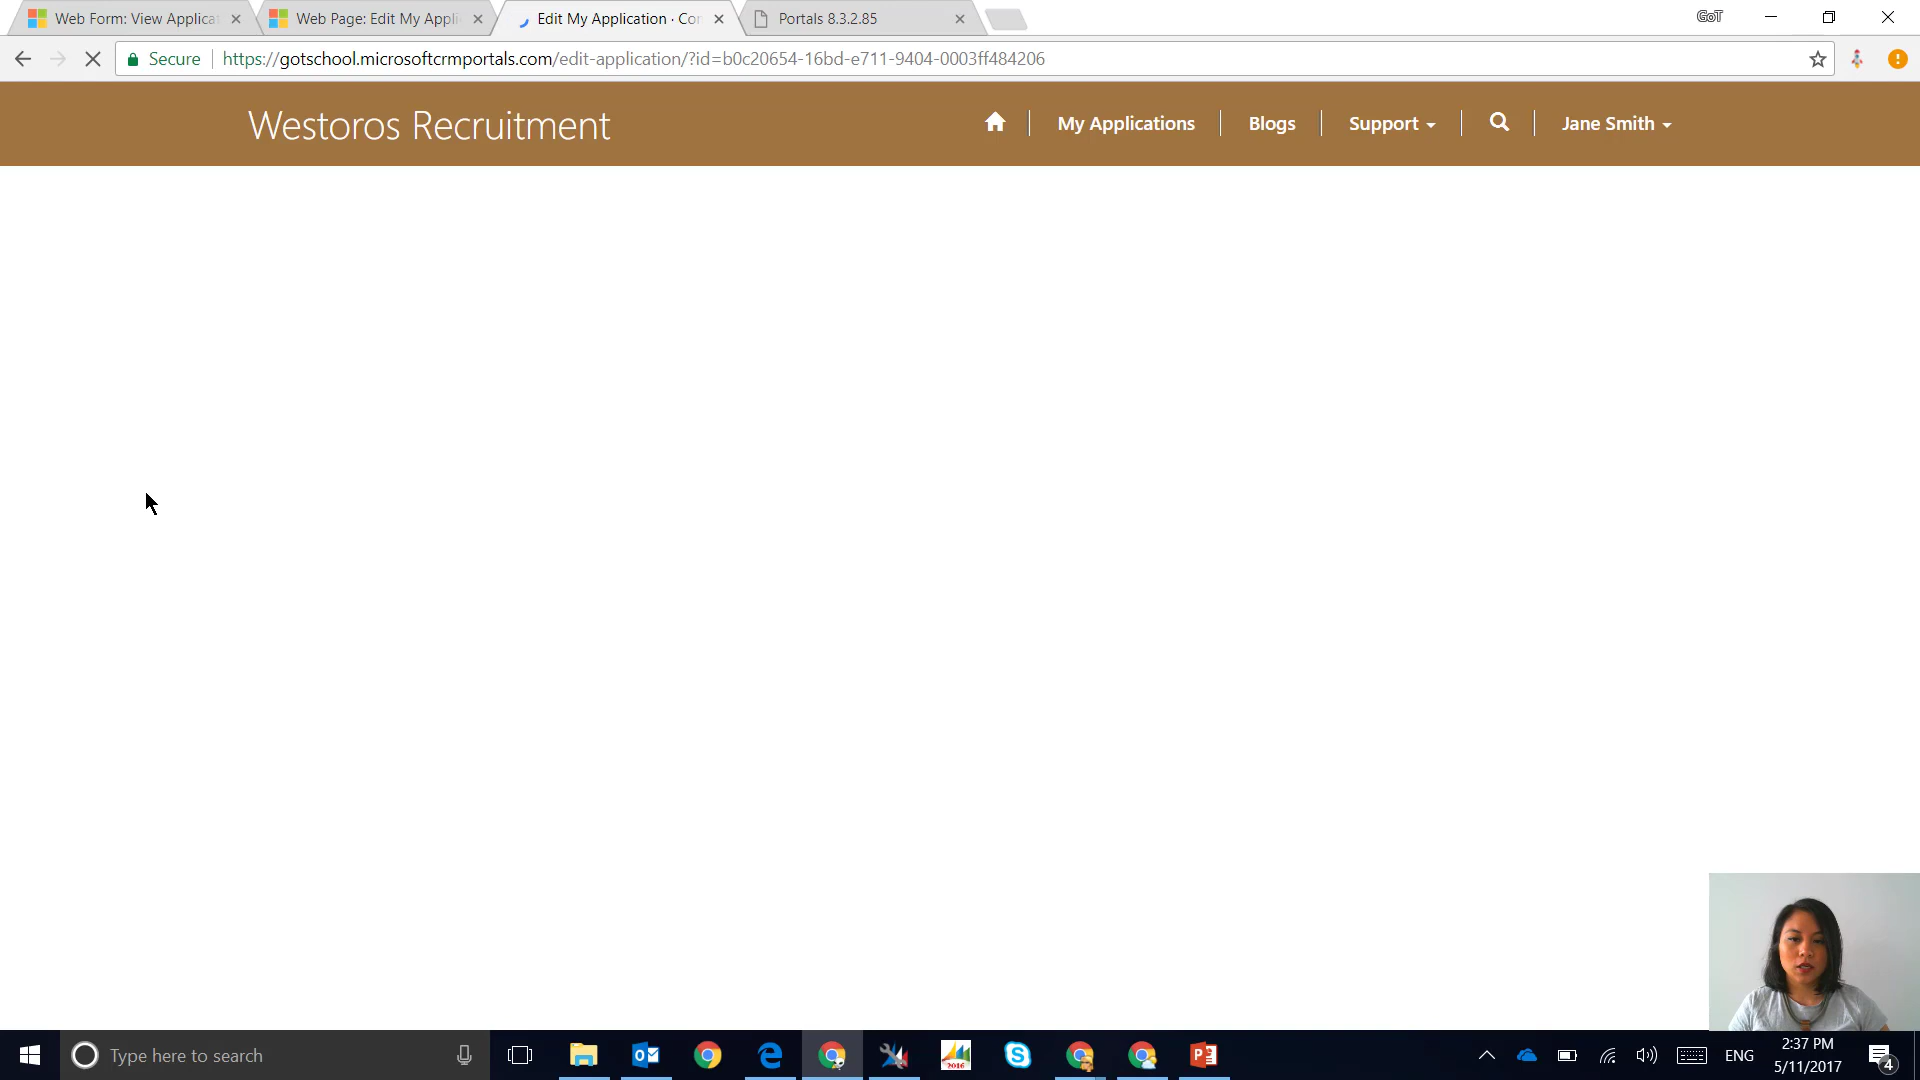 Web Form: View Applica
Web Page: Edit My Appli
Edit My Application · Co
Portals 8.3.2.85
GoT
Secure
https://gotschool.microsoftcrmportals.com/edit-application/?id=b0c20654-16bd-e711-9404-0003ff484206
Westoros Recruitment
My Applications
Blogs
Support
Jane Smith
Type here to search
2016
ENG
2:37 PM
5/11/2017
4